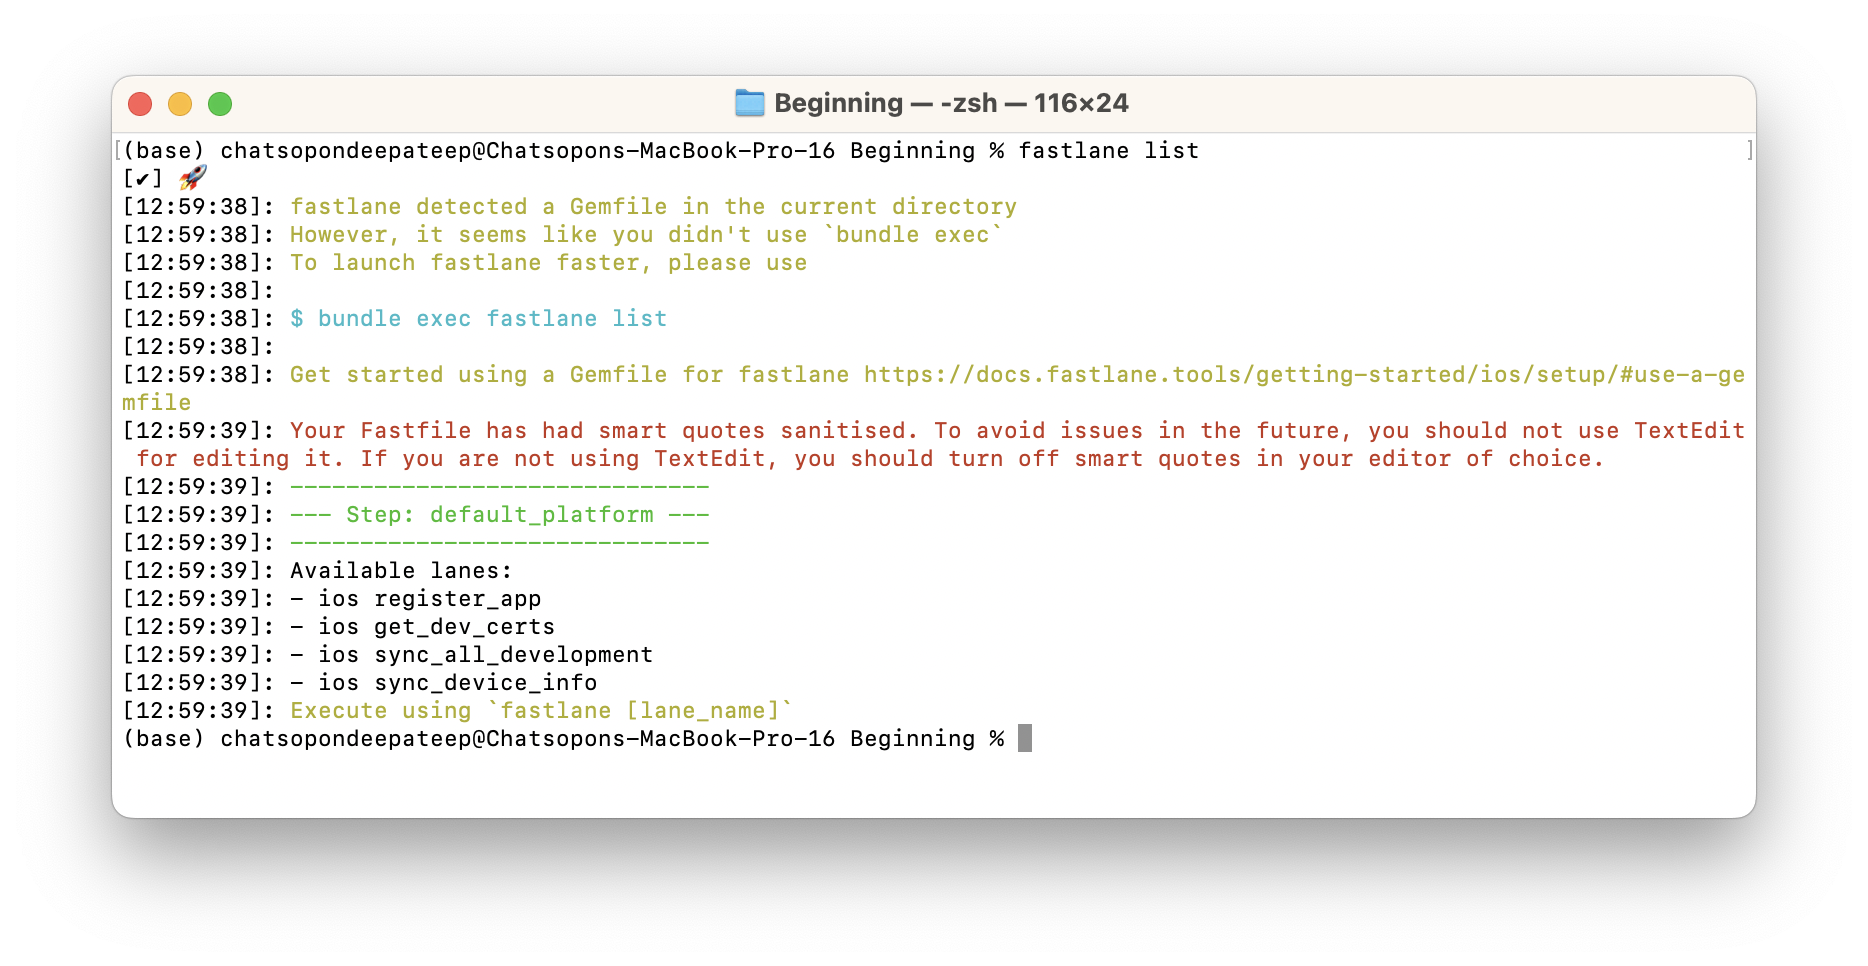 Beginning — -zsh — 116×24
[(base) chatsopondeepateep@Chatsopons-MacBook-Pro-16 Beginning % fastlane list ]
[✔] 🚀
[12:59:38]: fastlane detected a Gemfile in the current directory
[12:59:38]: However, it seems like you didn't use `bundle exec`
[12:59:38]: To launch fastlane faster, please use
[12:59:38]:
[12:59:38]: $ bundle exec fastlane list
[12:59:38]:
[12:59:38]: Get started using a Gemfile for fastlane https://docs.fastlane.tools/getting-started/ios/setup/#use-a-ge
mfile
[12:59:39]: Your Fastfile has had smart quotes sanitised. To avoid issues in the future, you should not use TextEdit
 for editing it. If you are not using TextEdit, you should turn off smart quotes in your editor of choice.
[12:59:39]: ------------------------------
[12:59:39]: --- Step: default_platform ---
[12:59:39]: ------------------------------
[12:59:39]: Available lanes:
[12:59:39]: - ios register_app
[12:59:39]: - ios get_dev_certs
[12:59:39]: - ios sync_all_development
[12:59:39]: - ios sync_device_info
[12:59:39]: Execute using `fastlane [lane_name]`
(base) chatsopondeepateep@Chatsopons-MacBook-Pro-16 Beginning %